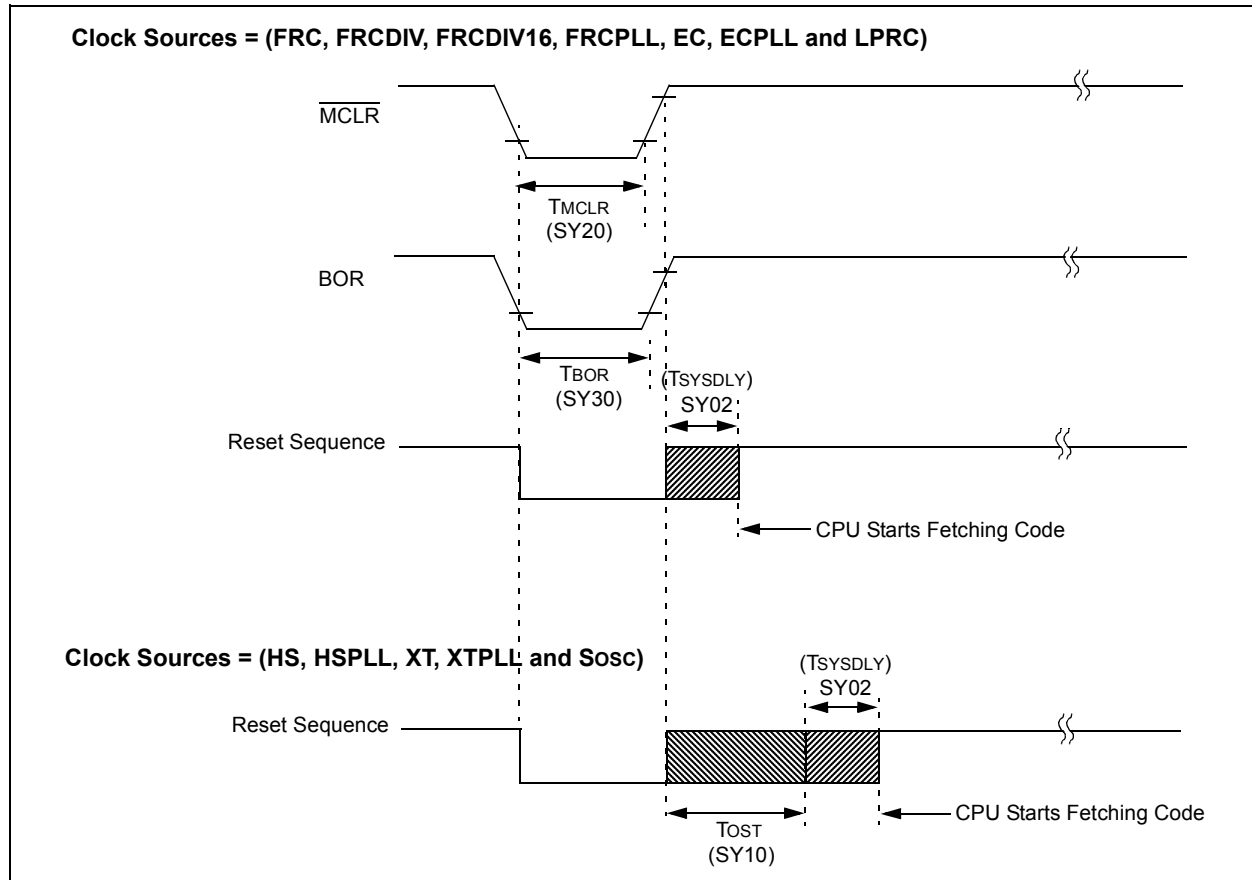 Clock Sources = (FRC, FRCDIV, FRCDIV16, FRCPLL, EC, ECPLL and LPRC)
MCLR
TMCLR
(SY20)
BOR
TBOR
(SY30)
(TSYSDLY)
SY02
Reset Sequence
CPU Starts Fetching Code
Clock Sources = (HS, HSPLL, XT, XTPLL and SOSC)
(TSYSDLY)
SY02
Reset Sequence
CPU Starts Fetching Code
TOST
(SY10)